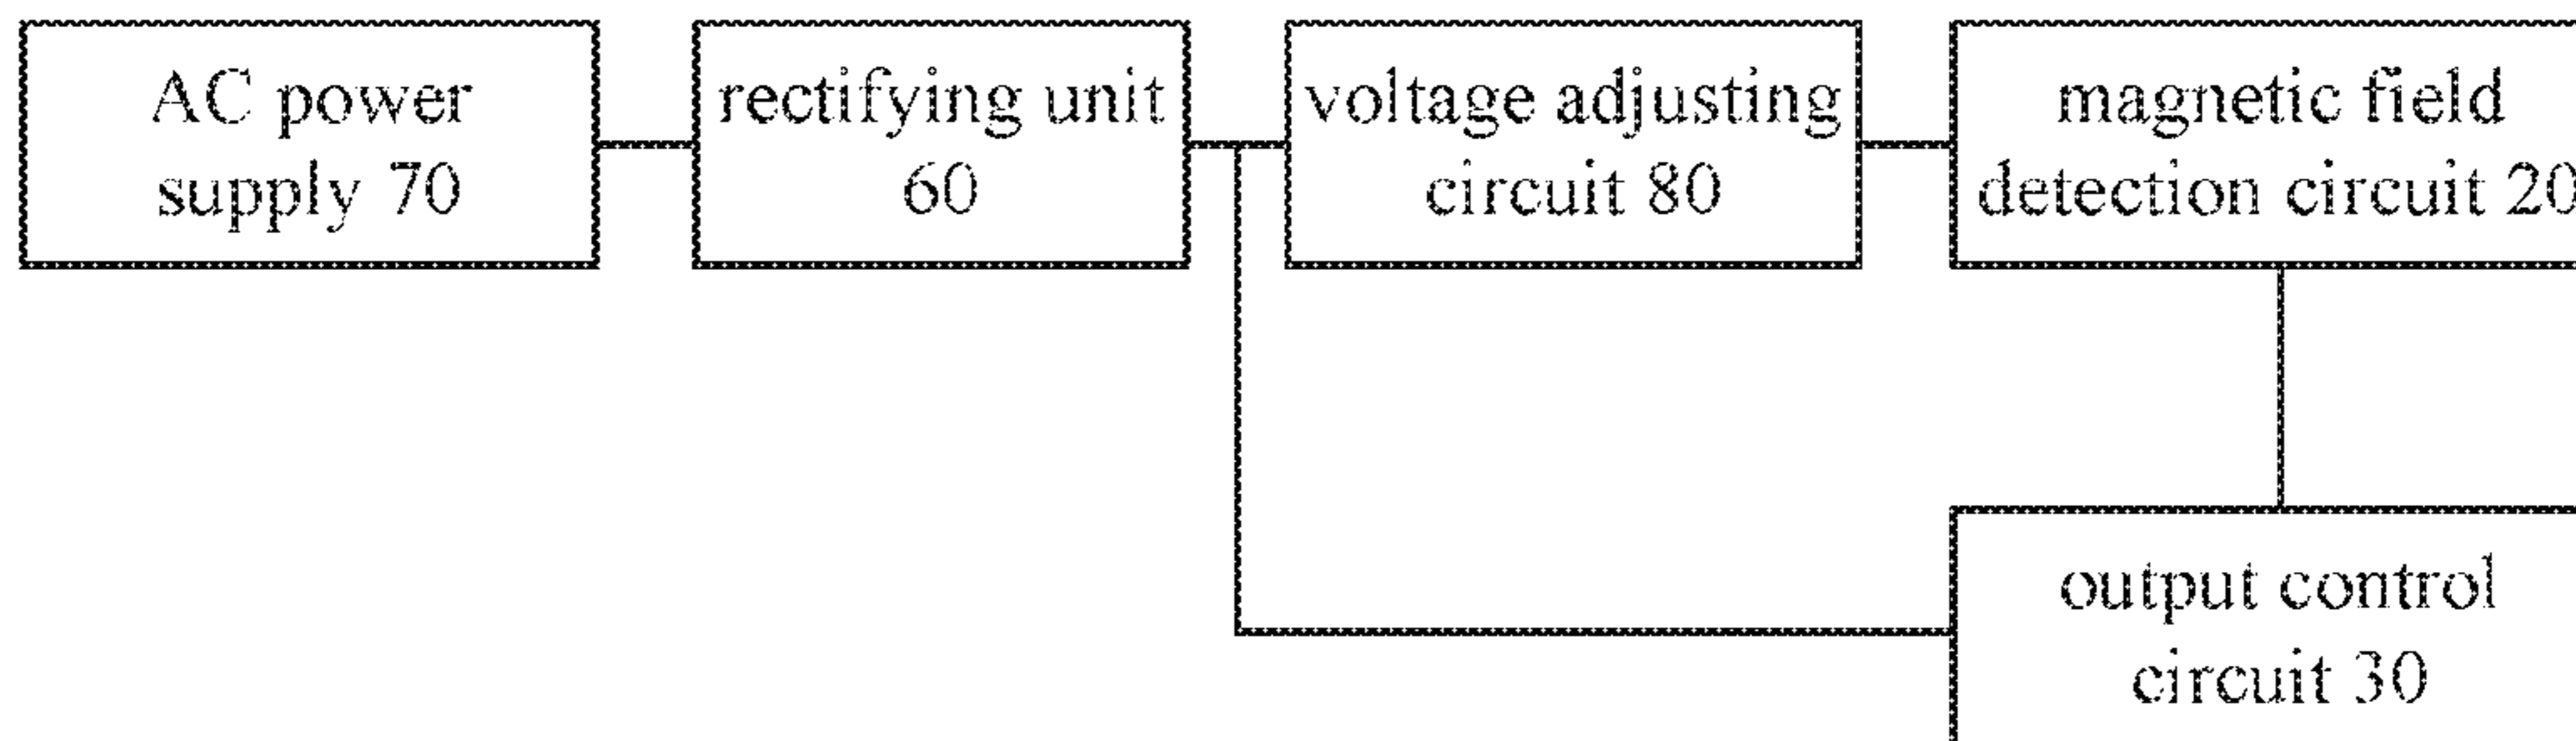 AC power
supply 70
rectifying unit
60
voltage adjusting
circuit 80
magnetic field
detection circuit 20
output control
circuit 30